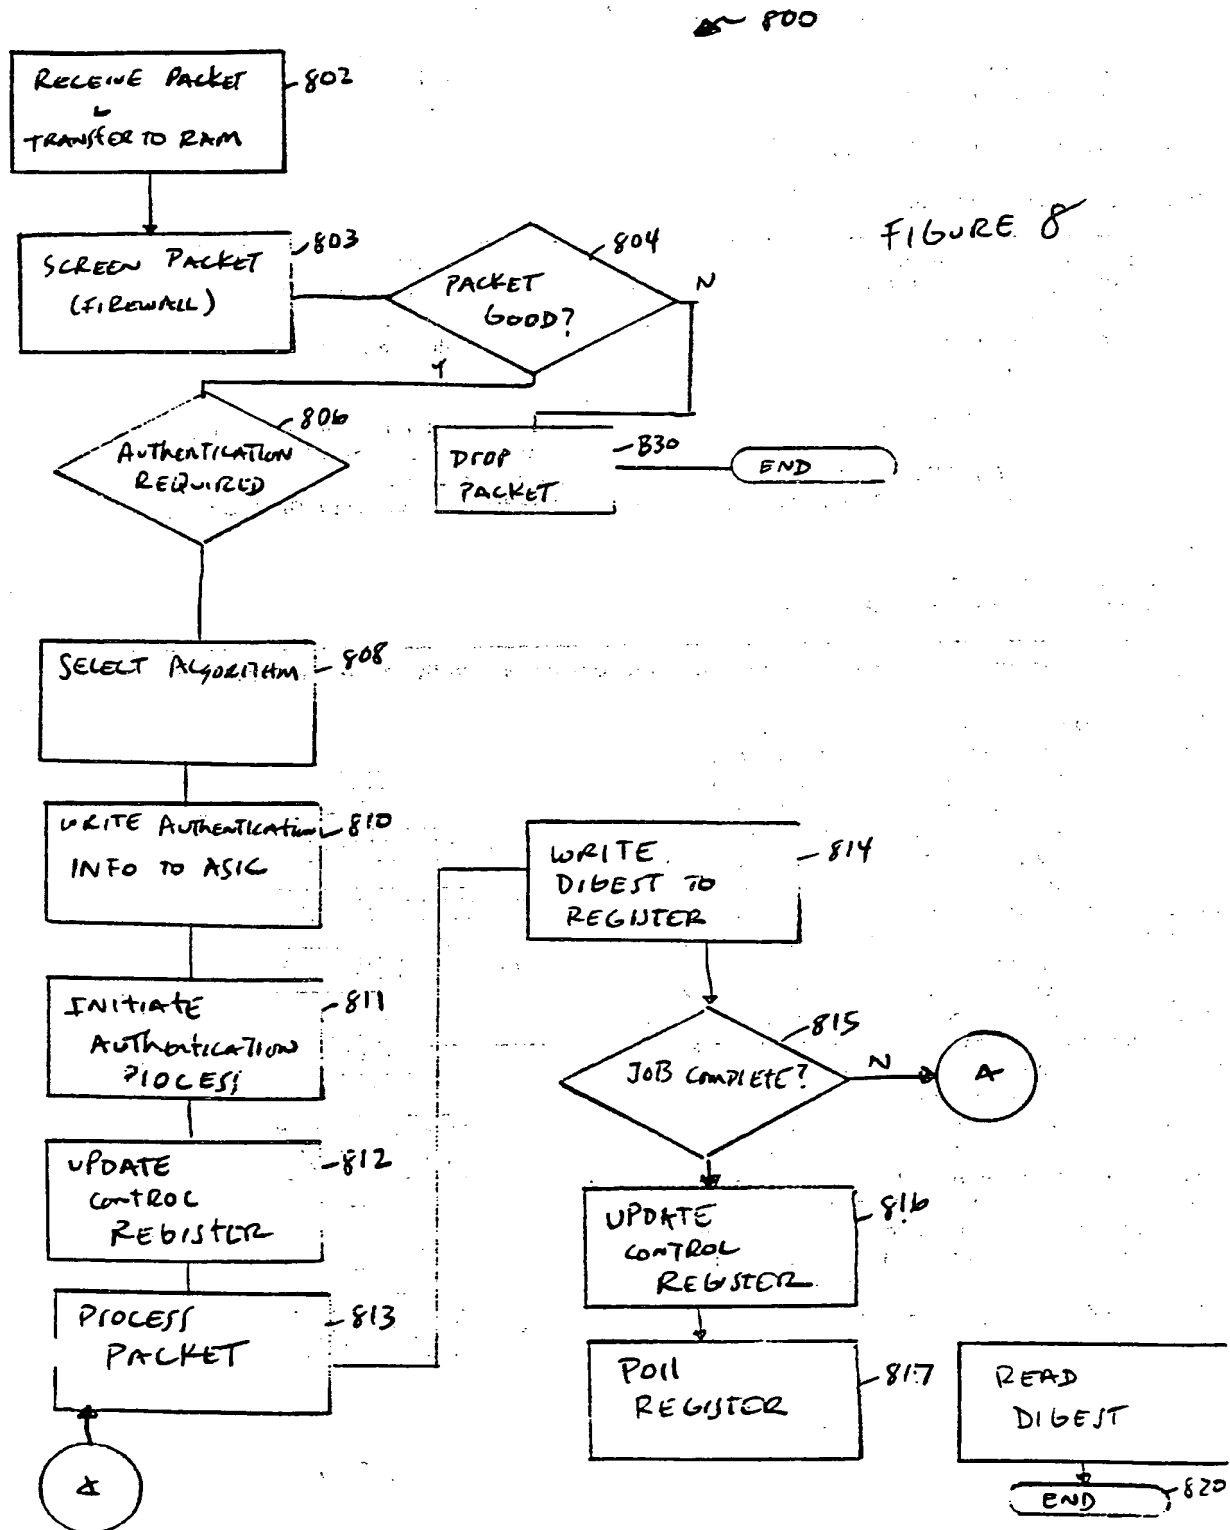 800
RECEIVE PACKET
&
TRANSFER TO RAM
802
FIGURE 8
SCREEN PACKET
(FIREWALL)
803
PACKET
GOOD?
804
N
Y
AUTHENTICATION
REQUIRED
806
DROP
PACKET
830
END
SELECT ALGORITHM
808
WRITE AUTHENTICATION
INFO TO ASIC
810
INITIATE
AUTHENTICATION
PROCESS
811
UPDATE
CONTROL
REGISTER
812
PROCESS
PACKET
813
A
WRITE
DIGEST TO
REGISTER
814
JOB COMPLETE?
815
N
A
UPDATE
CONTROL
REGISTER
816
POLL
REGISTER
817
READ
DIGEST
END
820